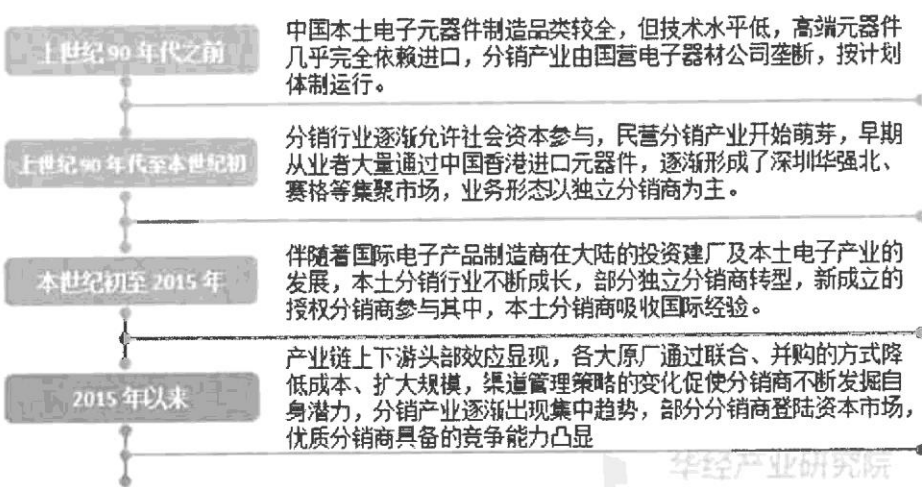 上世纪90年代之前
中国本土电子元器件制造品类较全，但技术水平低，高端元器件
几乎完全依赖进口，分销产业由国营电子器材公司垄断，按计划
体制运行。
上世纪90年代至本世纪初
分销行业逐渐允许社会资本参与，民营分销产业开始萌芽，早期
从业者大量通过中国香港进口元器件，逐渐形成了深圳华强北、
赛格等集聚市场，业务形态以独立分销商为主。
本世纪初至2015年
伴随着国际电子产品制造商在大陆的投资建厂及本土电子产业的
发展，本土分销行业不断成长，部分独立分销商转型，新成立的
授权分销商参与其中，本土分销商吸收国际经验。
2015年以来
产业链上下游头部效应显现，各大原厂通过联合、并购的方式降
低成本、扩大规模，渠道管理策略的变化促使分销商不断发掘自
身潜力，分销产业逐渐出现集中趋势，部分分销商登陆资本市场，
优质分销商具备的竞争能力凸显
华经产业研究院